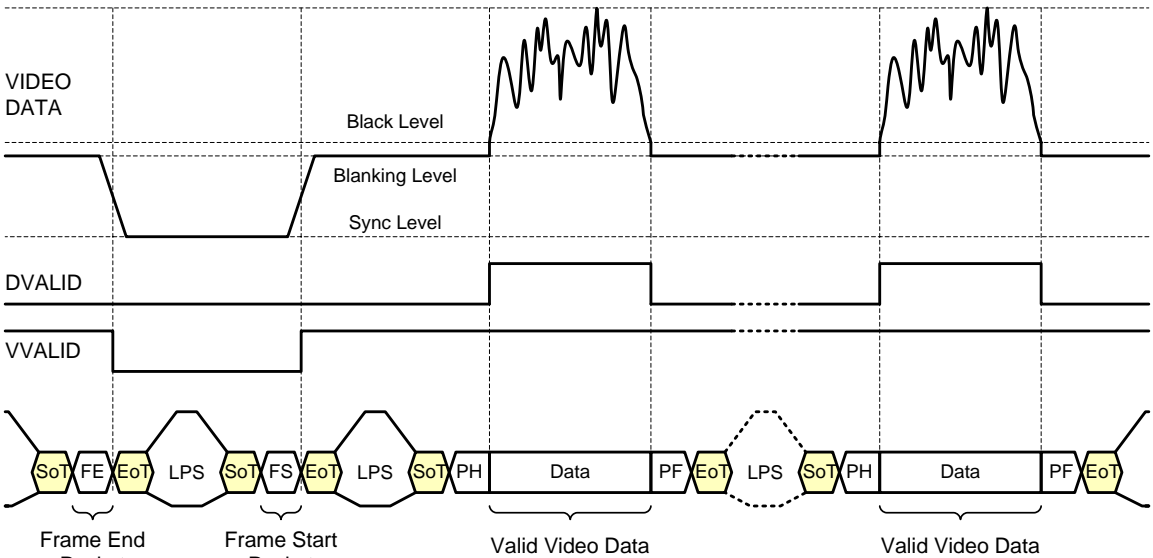 VIDEO
DATA
Black Level
Blanking Level
Sync Level
DVALID
VVALID
SoT FE EoT LPS SoT FS EoT LPS SoT PH Data PF EoT LPS SoT PH Data PF EoT
Frame End
Frame Start
Valid Video Data
Valid Video Data